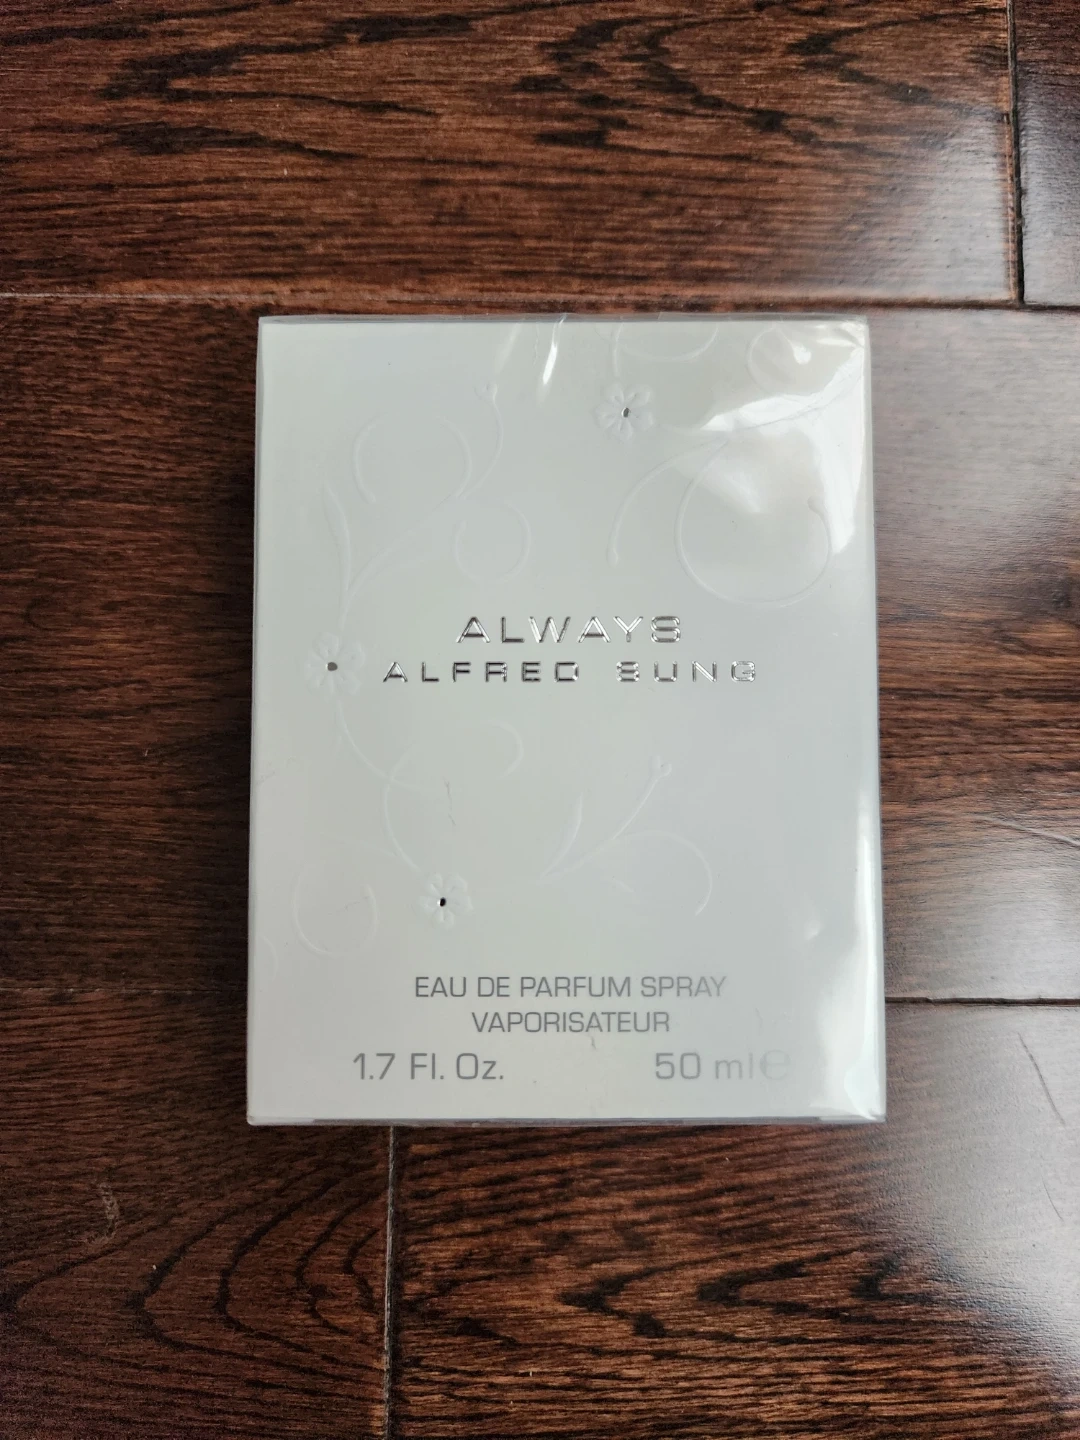 ALWAYS
ALFRED SUNG
EAU DE PARFUM SPRAY
VAPORISATEUR
1.7 Fl. Oz. 50 ml ℮